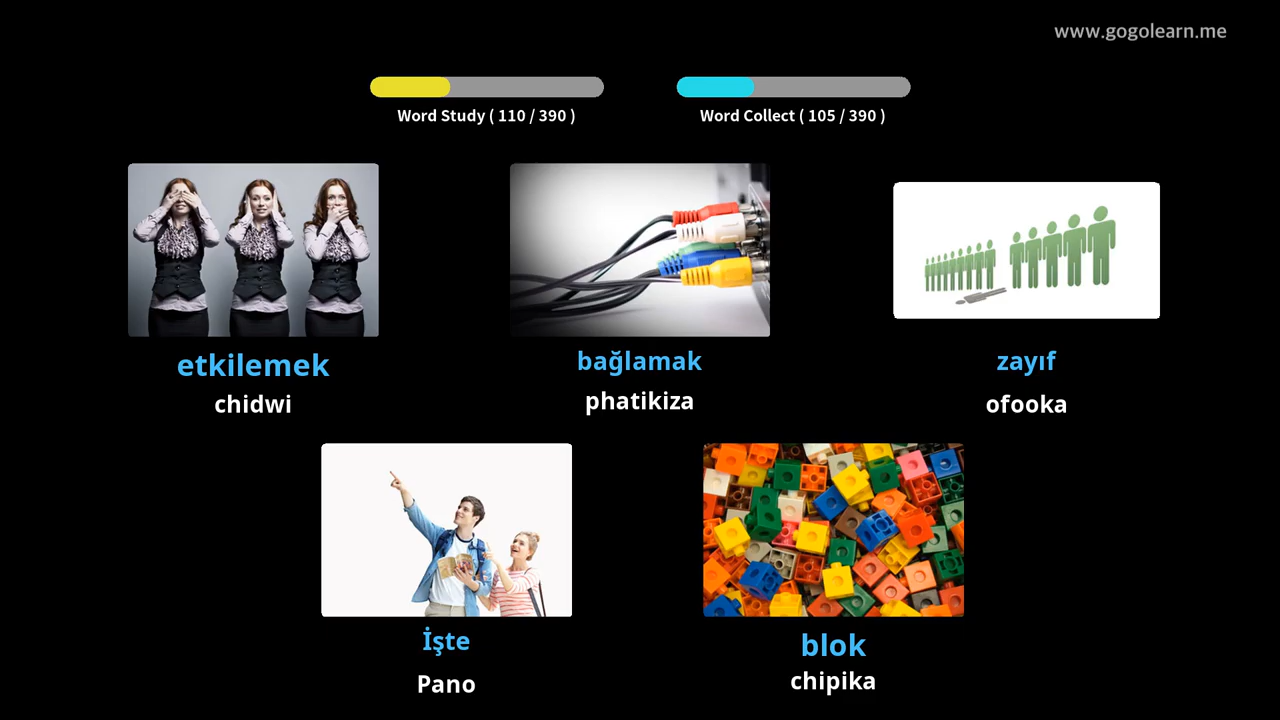 www.gogolearn.me
Word Study ( 110 / 390 )
Word Collect ( 105 / 390 )
etkilemek
chidwi
bağlamak
phatikiza
zayıf
ofooka
İşte
Pano
blok
chipika